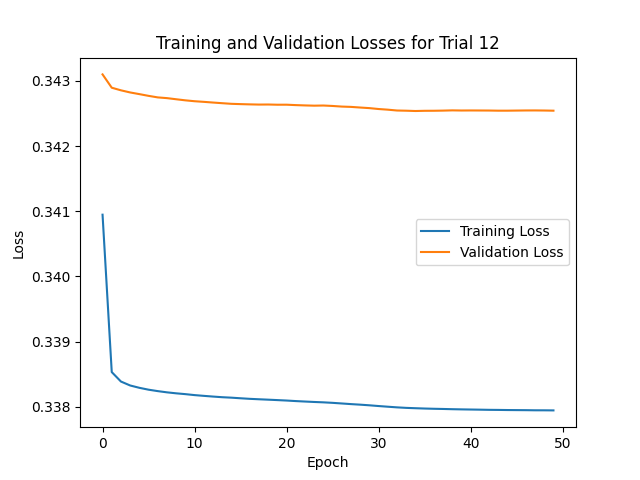 Training and Validation Losses for Trial 12
0.343
0.342
0.341
0.340
0.339
0.338
Loss
Training Loss
Validation Loss
0 10 20 30 40 50
Epoch